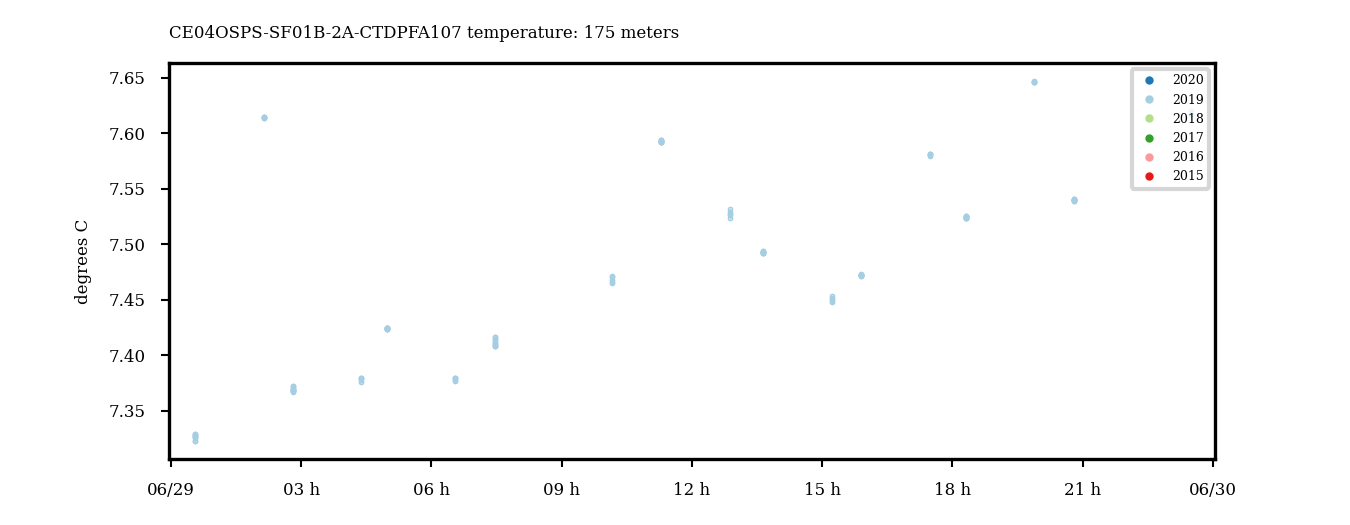 CE04OSPS-SF01B-2A-CTDPFA107 temperature: 175 meters
degrees C
7.65
7.60
7.55
7.50
7.45
7.40
7.35
06/29
03 h
06 h
09 h
12 h
15 h
18 h
21 h
06/30
2020
2019
2018
2017
2016
2015